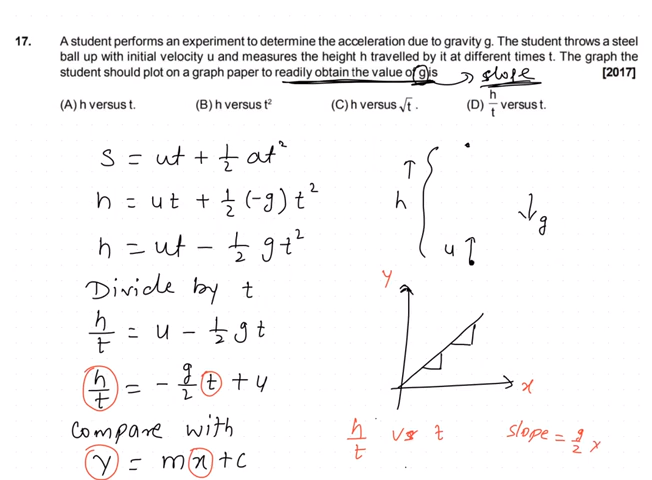 17. A student performs an experiment to determine the acceleration due to gravity g. The student throws a steel
ball up with initial velocity u and measures the height h travelled by it at different times t. The graph the
student should plot on a graph paper to readily obtain the value of g is → slope [2017]
(A) h versus t. (B) h versus t² (C) h versus √t . (D) h/t versus t.
S = ut + 1/2 at²
h = ut + 1/2 (-g) t²
h = ut - 1/2 gt²
Divide by t
h/t = u - 1/2 gt
h/t = - g/2 t + u
Compare with
y = mx + c
↑ h
u ↑
↓ g
Y
x
h/t vs t
slope = g/2 x